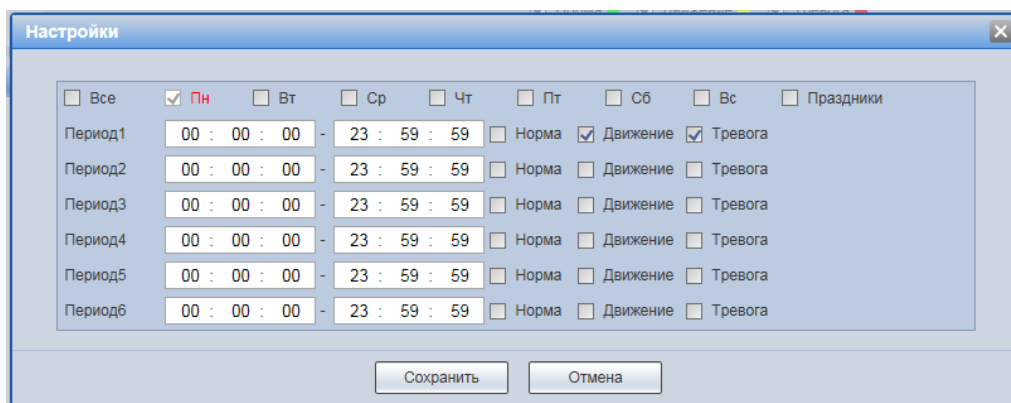 Настройки
Все Пн Вт Ср Чт Пт Сб Вс Праздники
Период1 00 : 00 : 00 - 23 : 59 : 59 Норма Движение Тревога
Период2 00 : 00 : 00 - 23 : 59 : 59 Норма Движение Тревога
Период3 00 : 00 : 00 - 23 : 59 : 59 Норма Движение Тревога
Период4 00 : 00 : 00 - 23 : 59 : 59 Норма Движение Тревога
Период5 00 : 00 : 00 - 23 : 59 : 59 Норма Движение Тревога
Период6 00 : 00 : 00 - 23 : 59 : 59 Норма Движение Тревога
Сохранить Отмена